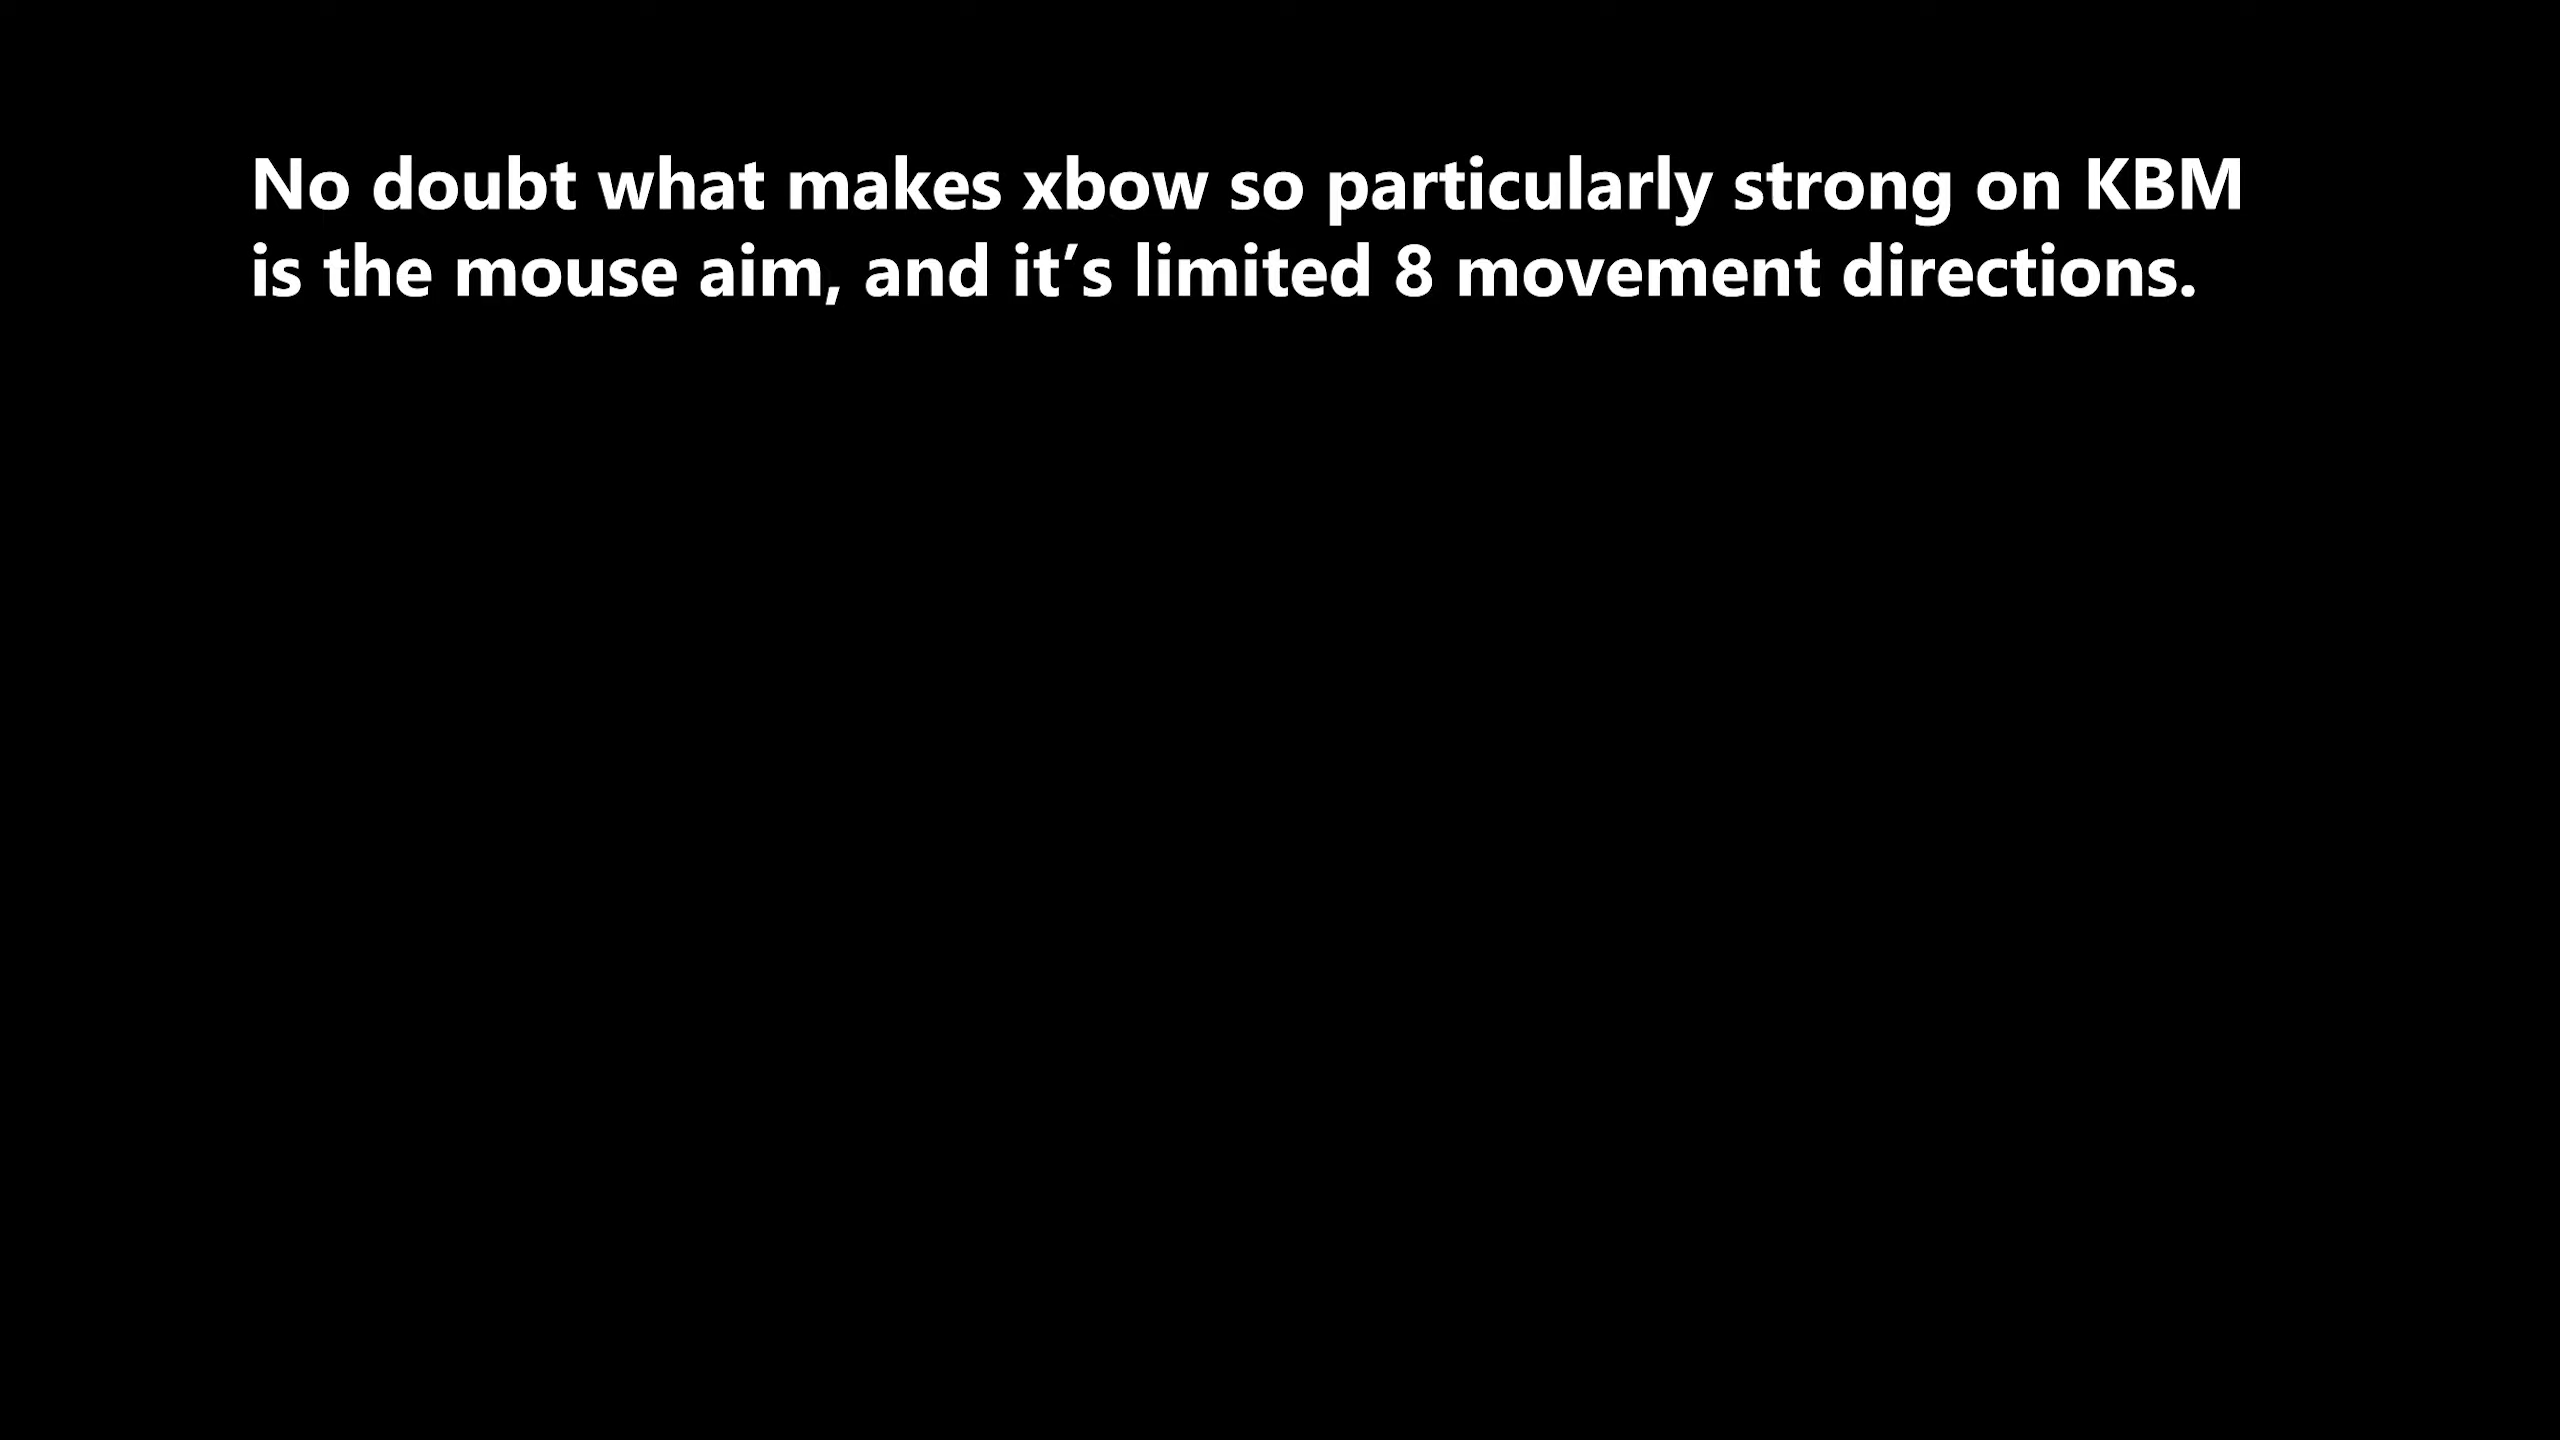 No doubt what makes xbow so particularly strong on KBM
is the mouse aim, and it’s limited 8 movement directions.